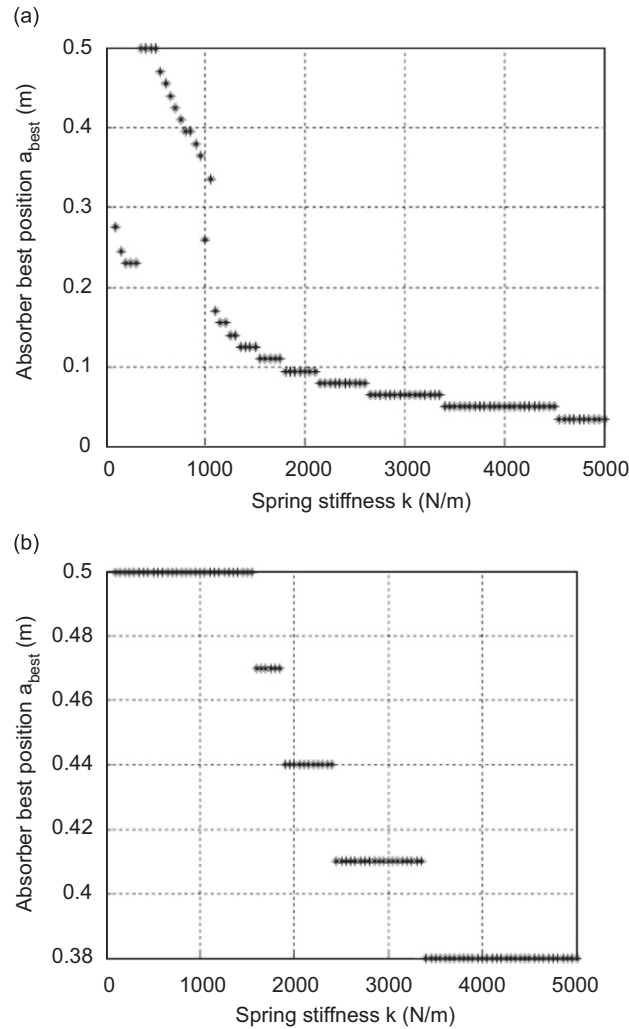 (a)
0.5
0.4
0.3
0.2
0.1
0
0 1000 2000 3000 4000 5000
Absorber best position a_best (m)
Spring stiffness k (N/m)
(b)
0.5
0.48
0.46
0.44
0.42
0.4
0.38
0 1000 2000 3000 4000 5000
Absorber best position a_best (m)
Spring stiffness k (N/m)